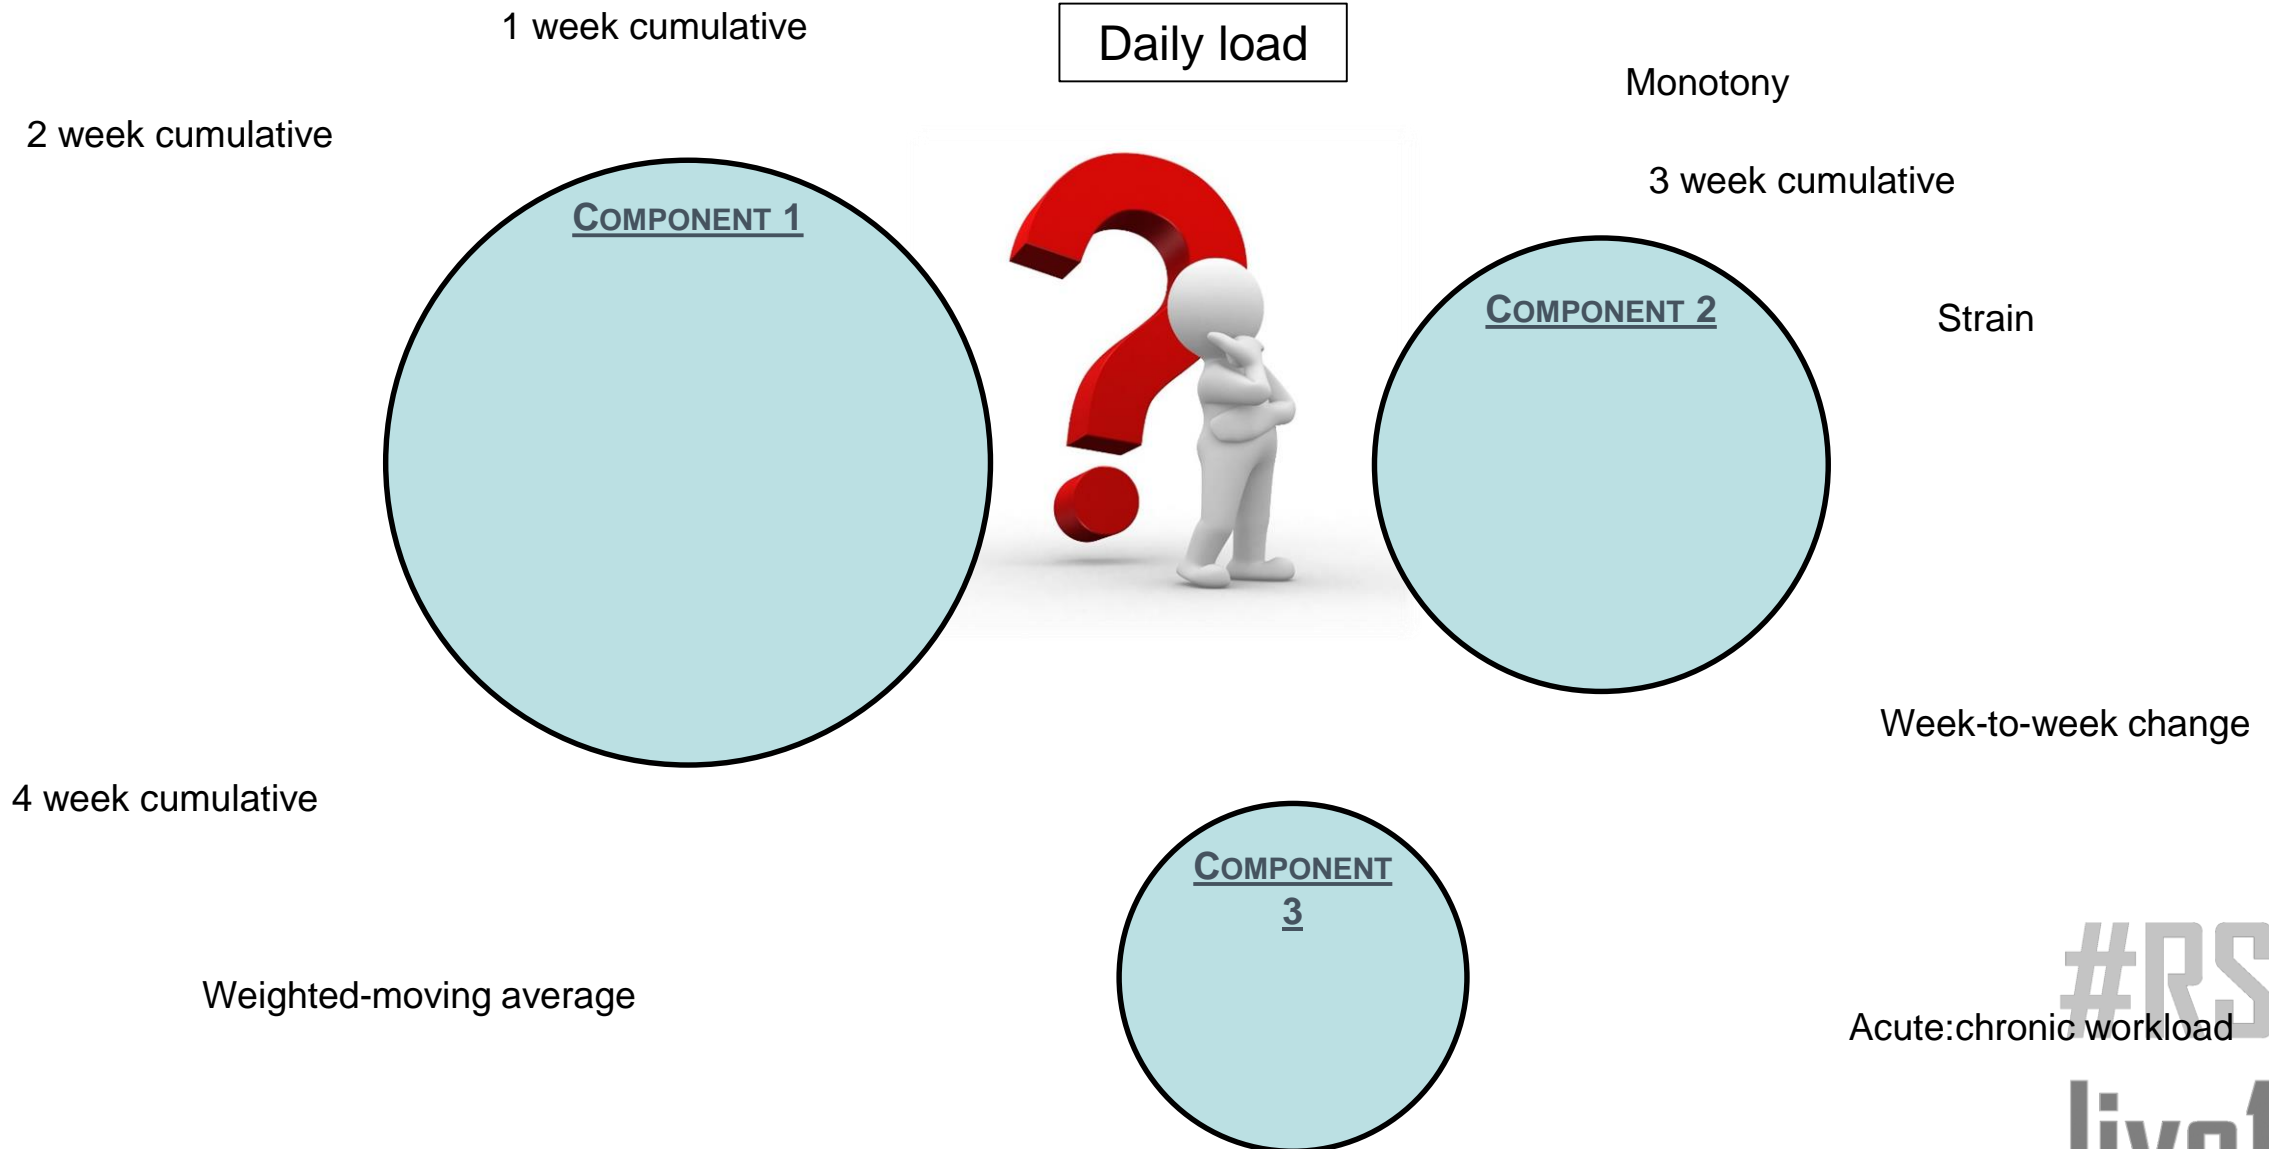 1 week cumulative
Daily load
Monotony
2 week cumulative
3 week cumulative
COMPONENT 1
COMPONENT 2
Strain
Week-to-week change
4 week cumulative
COMPONENT
3
Weighted-moving average
#RS
Acute:chronic workload